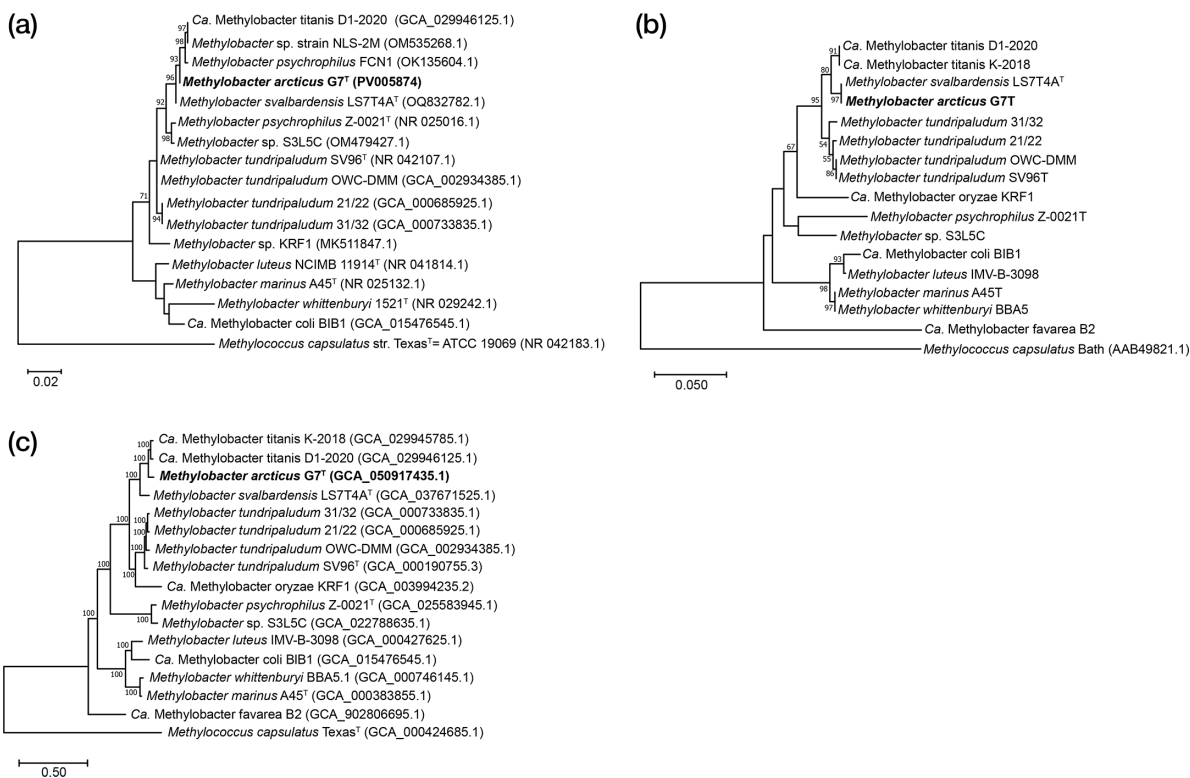 (a)
97
Ca. Methylobacter titanis D1-2020 (GCA_029946125.1)
98
Methylobacter sp. strain NLS-2M (OM535268.1)
93
Methylobacter psychrophilus FCN1 (OK135604.1)
96
Methylobacter arcticus G7ᵀ (PV005874)
92
Methylobacter svalbardensis LS7T4Aᵀ (OQ832782.1)
Methylobacter psychrophilus Z-0021ᵀ (NR 025016.1)
98
Methylobacter sp. S3L5C (OM479427.1)
Methylobacter tundripaludum SV96ᵀ (NR 042107.1)
Methylobacter tundripaludum OWC-DMM (GCA_002934385.1)
71
Methylobacter tundripaludum 21/22 (GCA_000685925.1)
94
Methylobacter tundripaludum 31/32 (GCA_000733835.1)
Methylobacter sp. KRF1 (MK511847.1)
Methylobacter luteus NCIMB 11914ᵀ (NR 041814.1)
Methylobacter marinus A45ᵀ (NR 025132.1)
Methylobacter whittenburyi 1521ᵀ (NR 029242.1)
Ca. Methylobacter coli BIB1 (GCA_015476545.1)
Methylococcus capsulatus str. Texasᵀ= ATCC 19069 (NR 042183.1)
0.02
(b)
Ca. Methylobacter titanis D1-2020
91
Ca. Methylobacter titanis K-2018
80
Methylobacter svalbardensis LS7T4Aᵀ
97
Methylobacter arcticus G7T
95
Methylobacter tundripaludum 31/32
54
Methylobacter tundripaludum 21/22
67
55
Methylobacter tundripaludum OWC-DMM
86
Methylobacter tundripaludum SV96T
Ca. Methylobacter oryzae KRF1
Methylobacter psychrophilus Z-0021T
Methylobacter sp. S3L5C
Ca. Methylobacter coli BIB1
93
Methylobacter luteus IMV-B-3098
98
Methylobacter marinus A45T
97
Methylobacter whittenburyi BBA5
Ca. Methylobacter favarea B2
Methylococcus capsulatus Bath (AAB49821.1)
0.050
(c)
Ca. Methylobacter titanis K-2018 (GCA_029945785.1)
100
Ca. Methylobacter titanis D1-2020 (GCA_029946125.1)
100
Methylobacter arcticus G7ᵀ (GCA_050917435.1)
100
Methylobacter svalbardensis LS7T4Aᵀ (GCA_037671525.1)
Methylobacter tundripaludum 31/32 (GCA_000733835.1)
100
100
Methylobacter tundripaludum 21/22 (GCA_000685925.1)
100
Methylobacter tundripaludum OWC-DMM (GCA_002934385.1)
100
Methylobacter tundripaludum SV96ᵀ (GCA_000190755.3)
100
Ca. Methylobacter oryzae KRF1 (GCA_003994235.2)
100
Methylobacter psychrophilus Z-0021ᵀ (GCA_025583945.1)
100
Methylobacter sp. S3L5C (GCA_022788635.1)
100
Methylobacter luteus IMV-B-3098 (GCA_000427625.1)
100
Ca. Methylobacter coli BIB1 (GCA_015476545.1)
100
Methylobacter whittenburyi BBA5.1 (GCA_000746145.1)
100
Methylobacter marinus A45ᵀ (GCA_000383855.1)
Ca. Methylobacter favarea B2 (GCA_902806695.1)
Methylococcus capsulatus Texasᵀ (GCA_000424685.1)
0.50